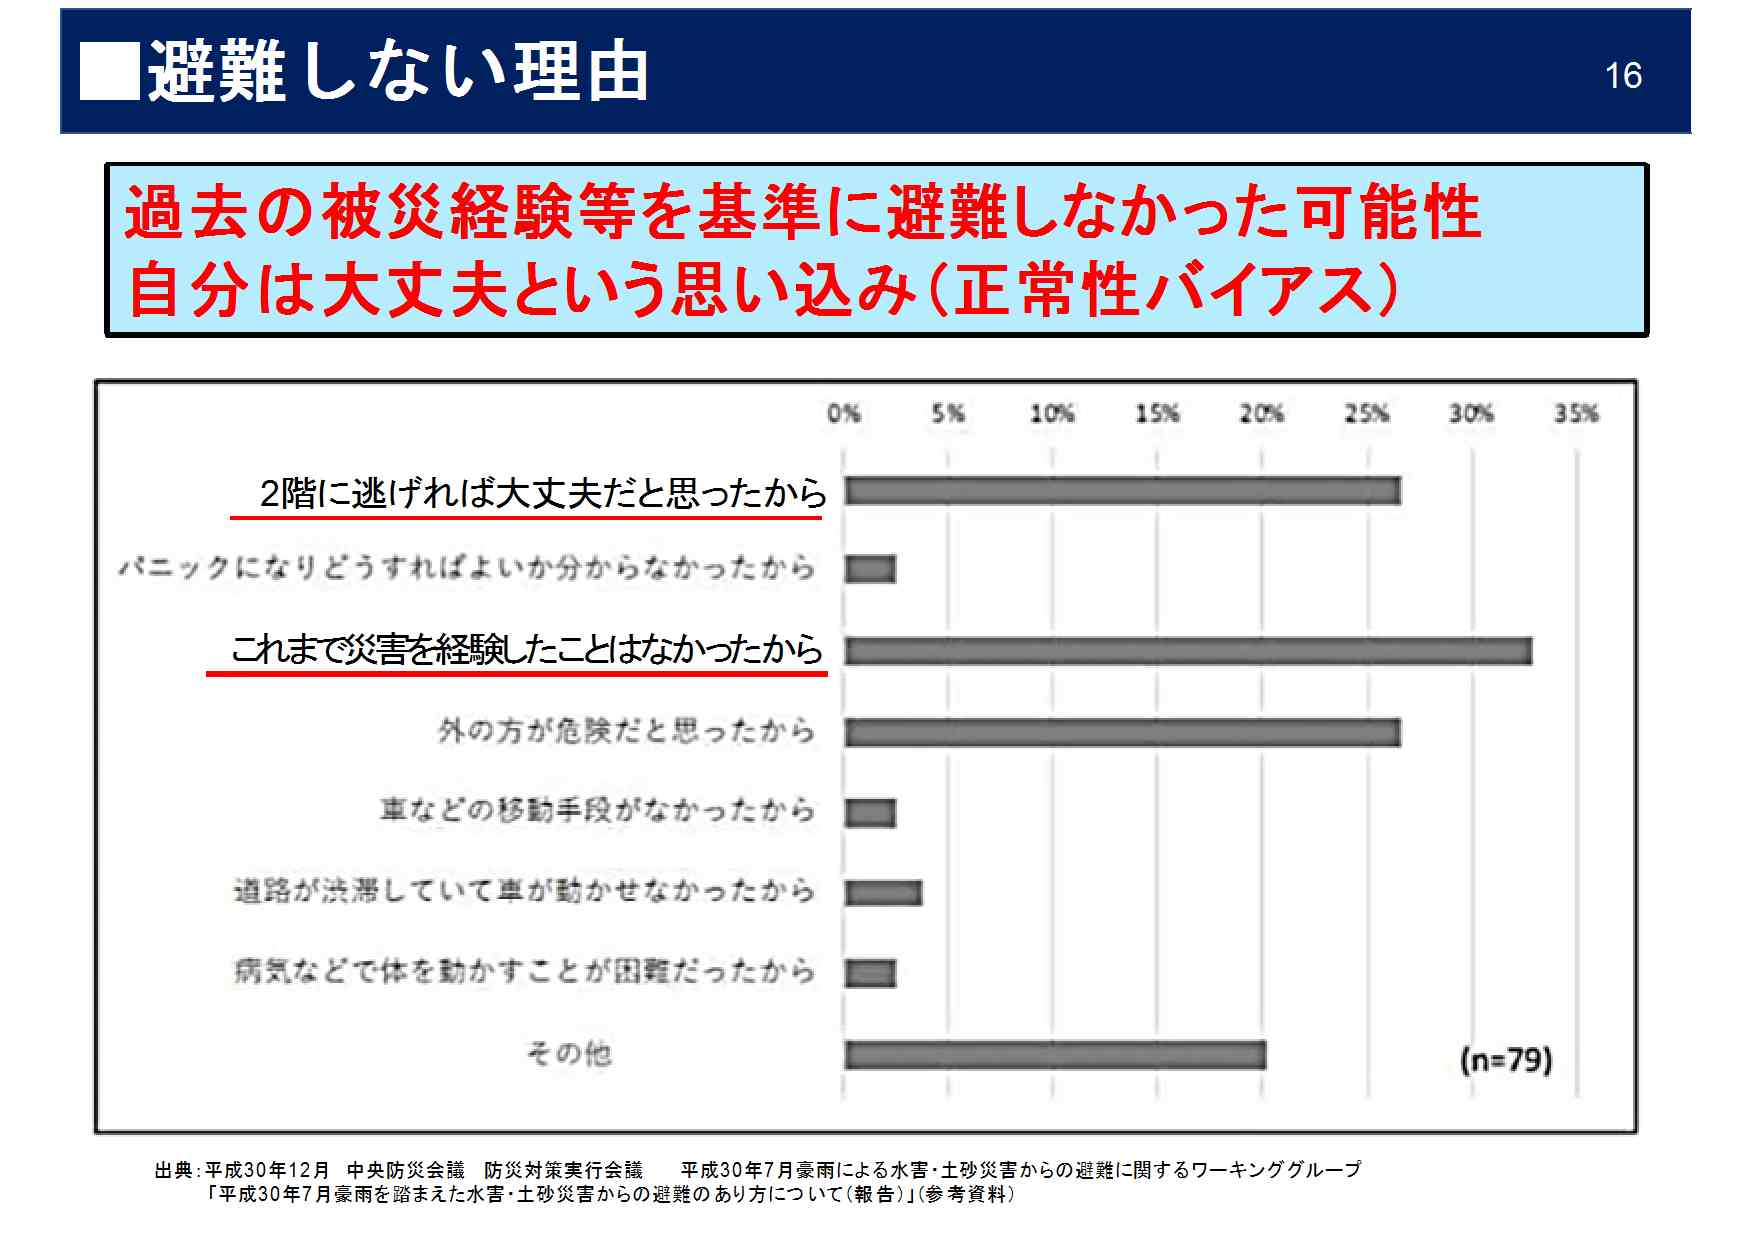 ■避難しない理由
16
過去の被災経験等を基準に避難しなかった可能性
自分は大丈夫という思い込み（正常性バイアス）
0% 5% 10% 15% 20% 25% 30% 35%
2階に逃げれば大丈夫だと思ったから
パニックになりどうすればよいか分からなかったから
これまで災害を経験したことはなかったから
外の方が危険だと思ったから
車などの移動手段がなかったから
道路が渋滞していて車が動かせなかったから
病気などで体を動かすことが困難だったから
その他
(n=79)
出典：平成30年12月　中央防災会議　防災対策実行会議　　平成30年7月豪雨による水害・土砂災害からの避難に関するワーキンググループ
「平成30年7月豪雨を踏まえた水害・土砂災害からの避難のあり方について（報告）」（参考資料）